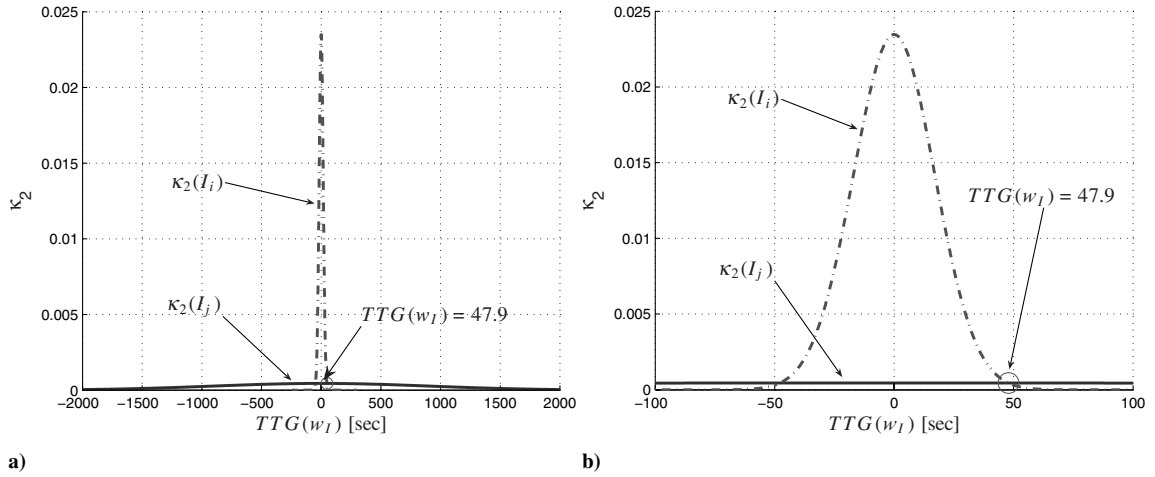 0.025
0.02
0.015
0.01
0.005
0
κ2
κ2(Ii)
κ2(Ij)
TTG(wI) = 47.9
−2000 −1500 −1000 −500 0 500 1000 1500 2000
TTG(wI) [sec]
a)
0.025
0.02
0.015
0.01
0.005
0
κ2
κ2(Ii)
TTG(wI) = 47.9
κ2(Ij)
−100 −50 0 50 100
TTG(wI) [sec]
b)